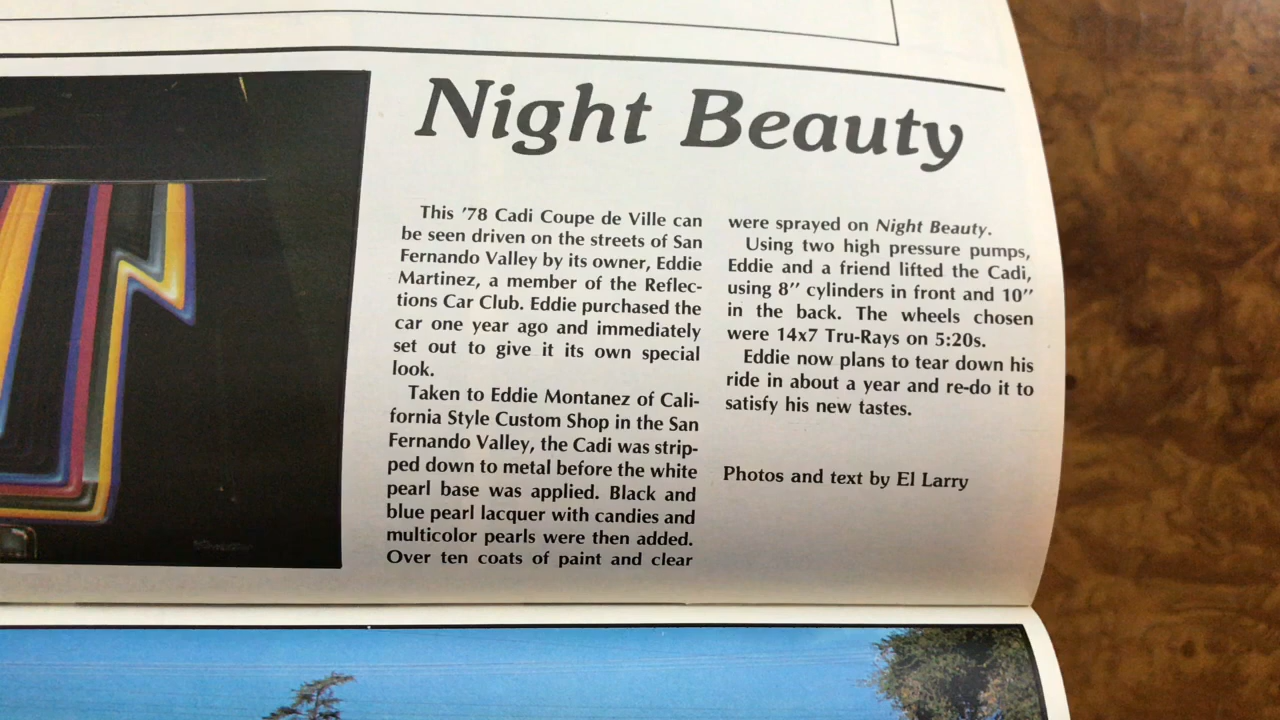 Night Beauty
This '78 Cadi Coupe de Ville can
be seen driven on the streets of San
Fernando Valley by its owner, Eddie
Martinez, a member of the Reflec-
tions Car Club. Eddie purchased the
car one year ago and immediately
set out to give it its own special
look.
Taken to Eddie Montanez of Cali-
fornia Style Custom Shop in the San
Fernando Valley, the Cadi was strip-
ped down to metal before the white
pearl base was applied. Black and
blue pearl lacquer with candies and
multicolor pearls were then added.
Over ten coats of paint and clear
were sprayed on Night Beauty.
Using two high pressure pumps,
Eddie and a friend lifted the Cadi,
using 8'' cylinders in front and 10''
in the back. The wheels chosen
were 14x7 Tru-Rays on 5:20s.
Eddie now plans to tear down his
ride in about a year and re-do it to
satisfy his new tastes.
Photos and text by El Larry